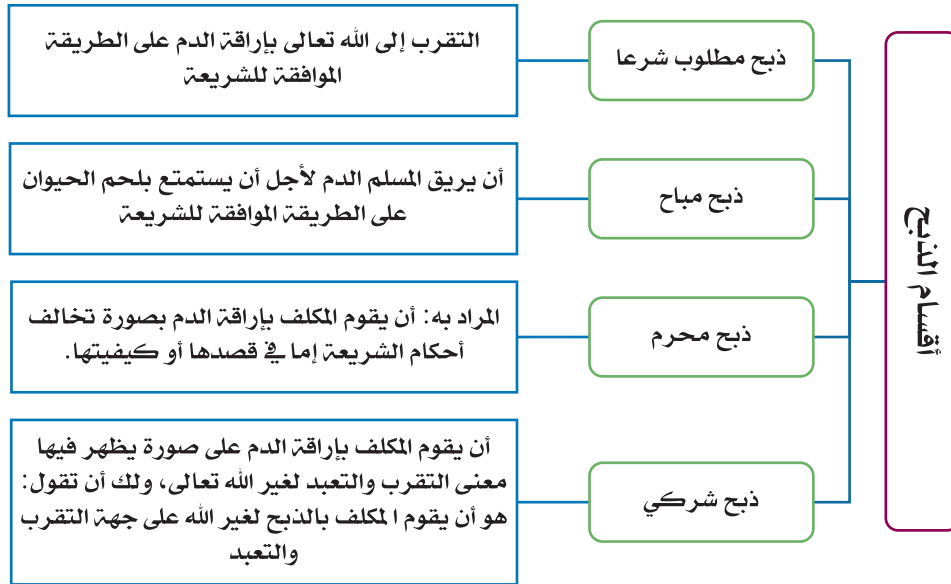 أقسام الذبح
ذبح مطلوب شرعا
التقرب إلى الله تعالى بإراقة الدم على الطريقة
الموافقة للشريعة
ذبح مباح
أن يريق المسلم الدم لأجل أن يستمتع بلحم الحيوان
على الطريقة الموافقة للشريعة
ذبح محرم
المراد به: أن يقوم المكلف بإراقة الدم بصورة تخالف
أحكام الشريعة إما في قصدها أو كيفيتها.
ذبح شركي
أن يقوم المكلف بإراقة الدم على صورة يظهر فيها
معنى التقرب والتعبد لغير الله تعالى، ولك أن تقول:
هو أن يقوم المكلف بالذبح لغير الله على جهة التقرب
والتعبد